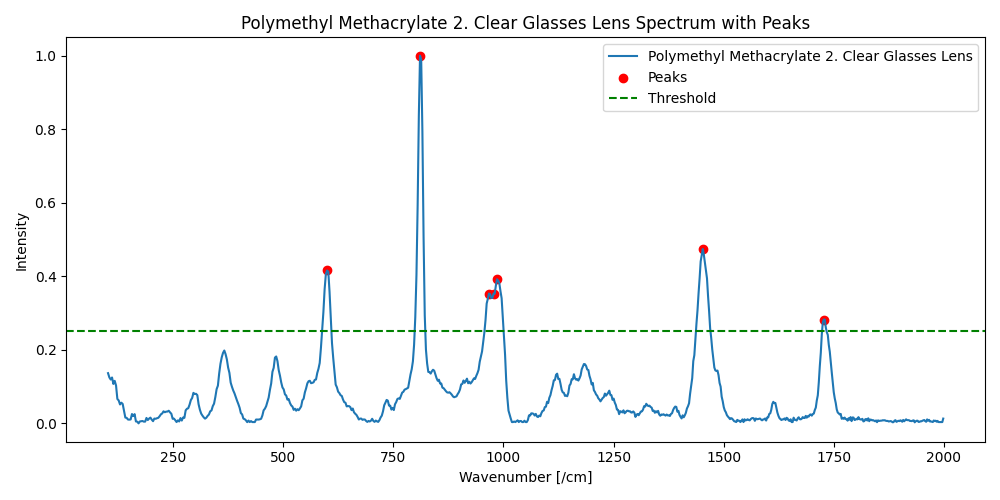 Polymethyl Methacrylate 2. Clear Glasses Lens Spectrum with Peaks
Polymethyl Methacrylate 2. Clear Glasses Lens
Peaks
Threshold
Intensity
1.0
0.8
0.6
0.4
0.2
0.0
250 500 750 1000 1250 1500 1750 2000
Wavenumber [/cm]